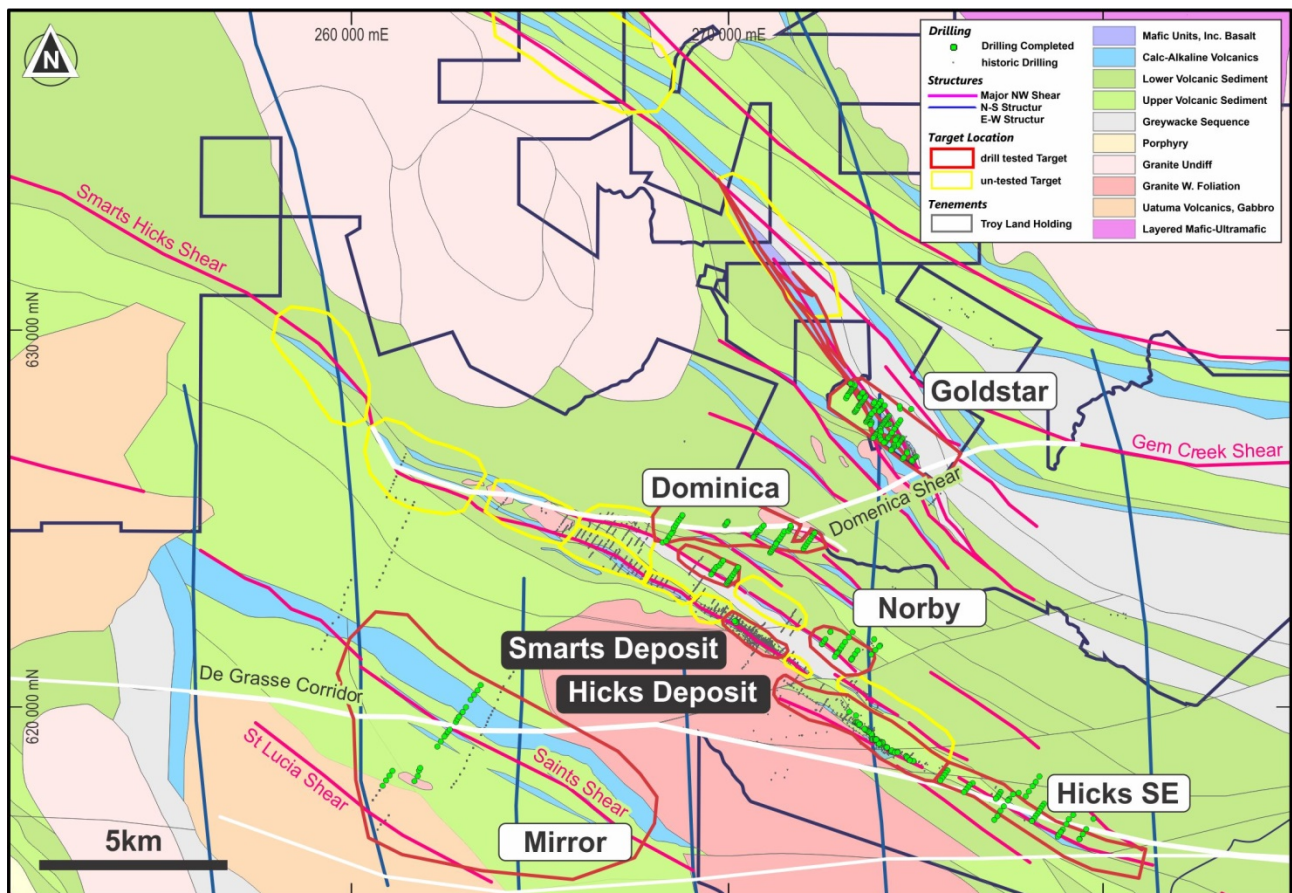 260 000 mE
270 000 mE
N
Drilling
Drilling Completed
historic Drilling
Structures
Major NW Shear
N-S Structur
E-W Structur
Target Location
drill tested Target
un-tested Target
Tenements
Troy Land Holding
Mafic Units, Inc. Basalt
Calc-Alkaline Volcanics
Lower Volcanic Sediment
Upper Volcanic Sediment
Greywacke Sequence
Porphyry
Granite Undiff
Granite W. Foliation
Uatuma Volcanics, Gabbro
Layered Mafic-Ultramafic
Smarts Hicks Shear
630 000 mN
Goldstar
Gem Creek Shear
Dominica
Domenica Shear
Norby
Smarts Deposit
Hicks Deposit
De Grasse Corridor
620 000 mN
St Lucia Shear
Saints Shear
Hicks SE
Mirror
5km